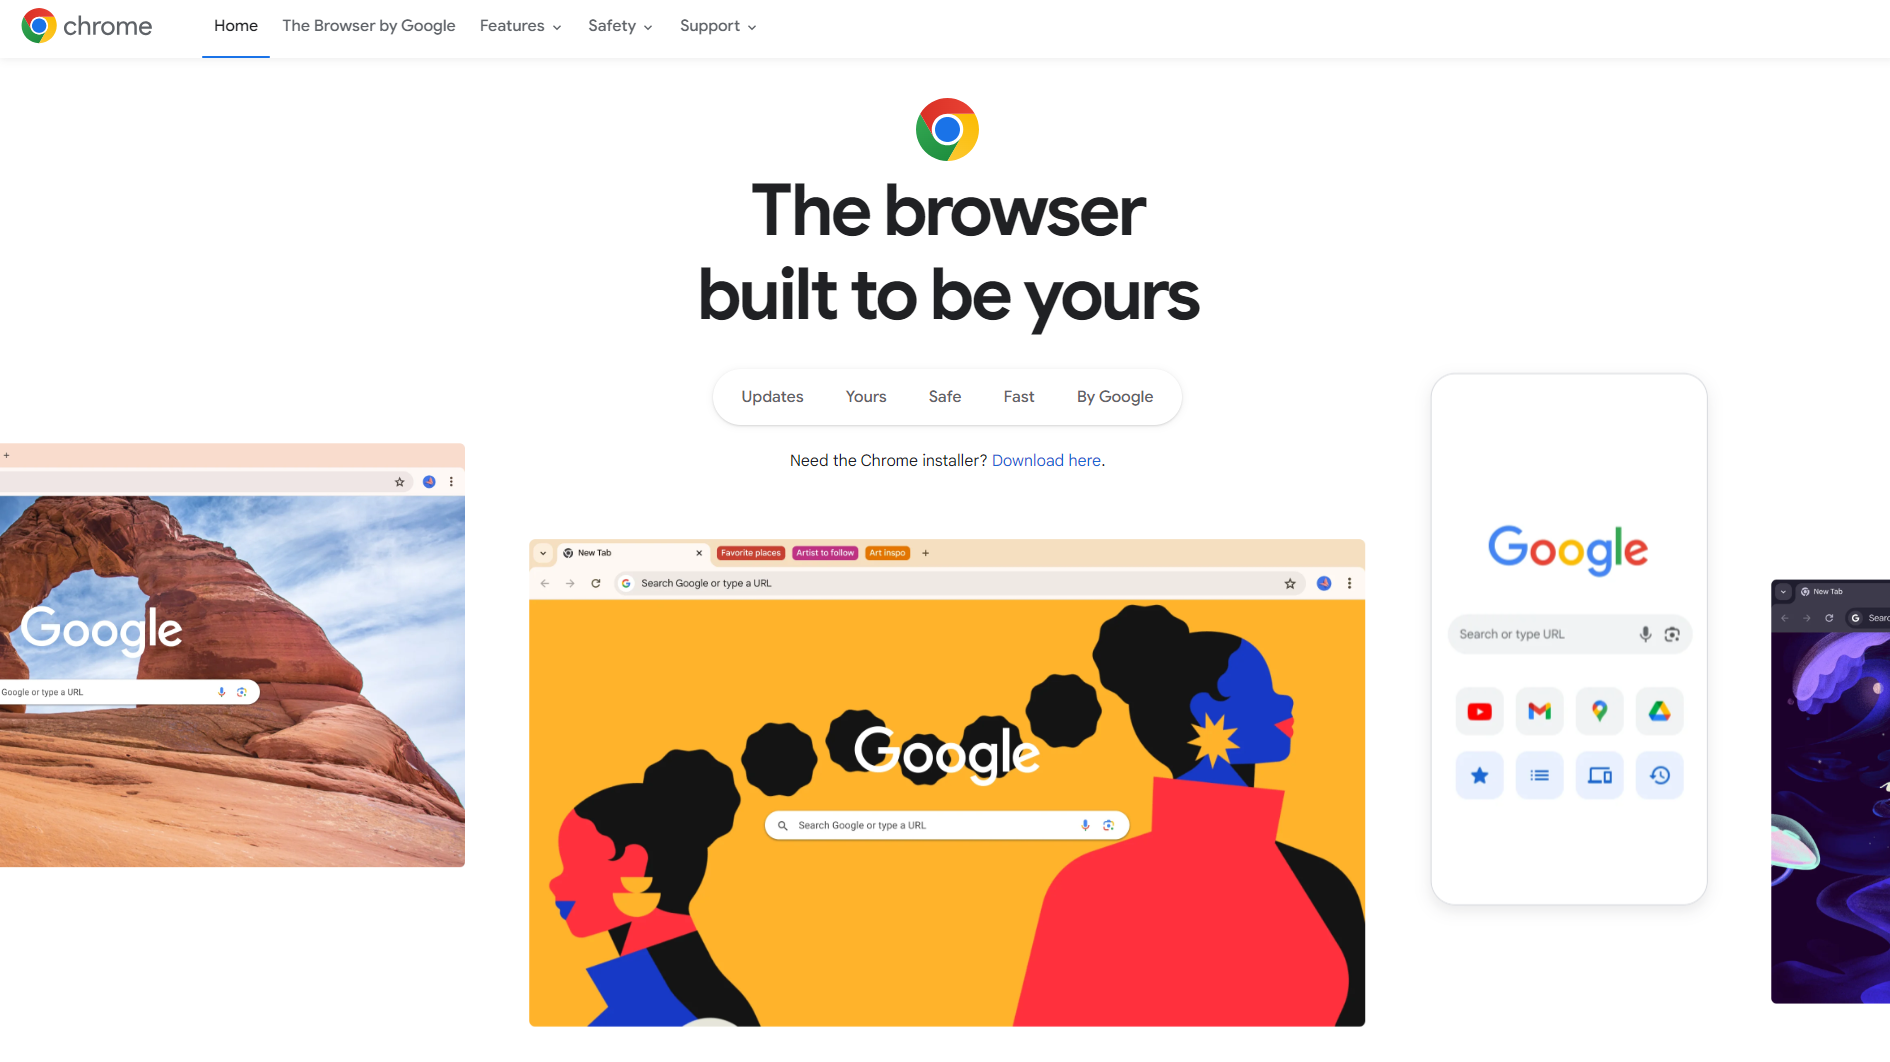 chrome
Home The Browser by Google Features Safety Support
The browser
built to be yours
Updates Yours Safe Fast By Google
Need the Chrome installer? Download here.
Google
Google or type a URL
New Tab Favorite places Artist to follow Art inspo
Search Google or type a URL
Google
Search Google or type a URL
Google
Search or type URL
New Tab
Searc